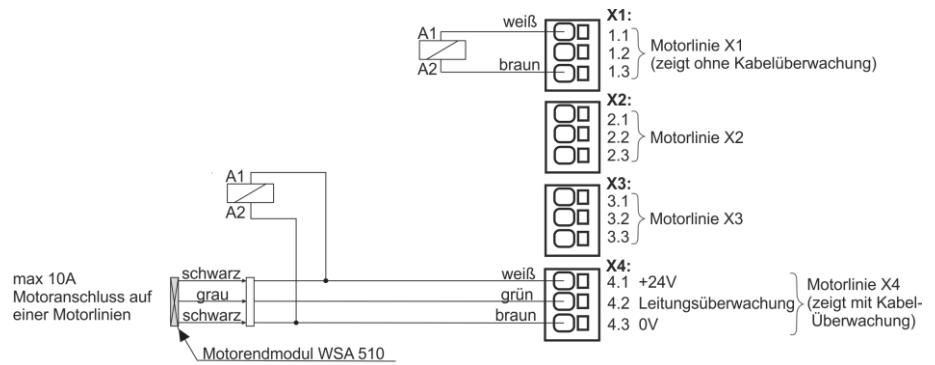 weiß
X1:
A1
1.1
1.2
1.3
Motorlinie X1
(zeigt ohne Kabelüberwachung)
A2
braun
X2:
2.1
2.2
2.3
Motorlinie X2
A1
A2
X3:
3.1
3.2
3.3
Motorlinie X3
max 10A
Motoranschluss auf
einer Motorlinien
schwarz
grau
schwarz
weiß
grün
braun
X4:
4.1 +24V
4.2 Leitungsüberwachung
4.3 0V
Motorlinie X4
(zeigt mit Kabel-
Überwachung)
Motorendmodul WSA 510